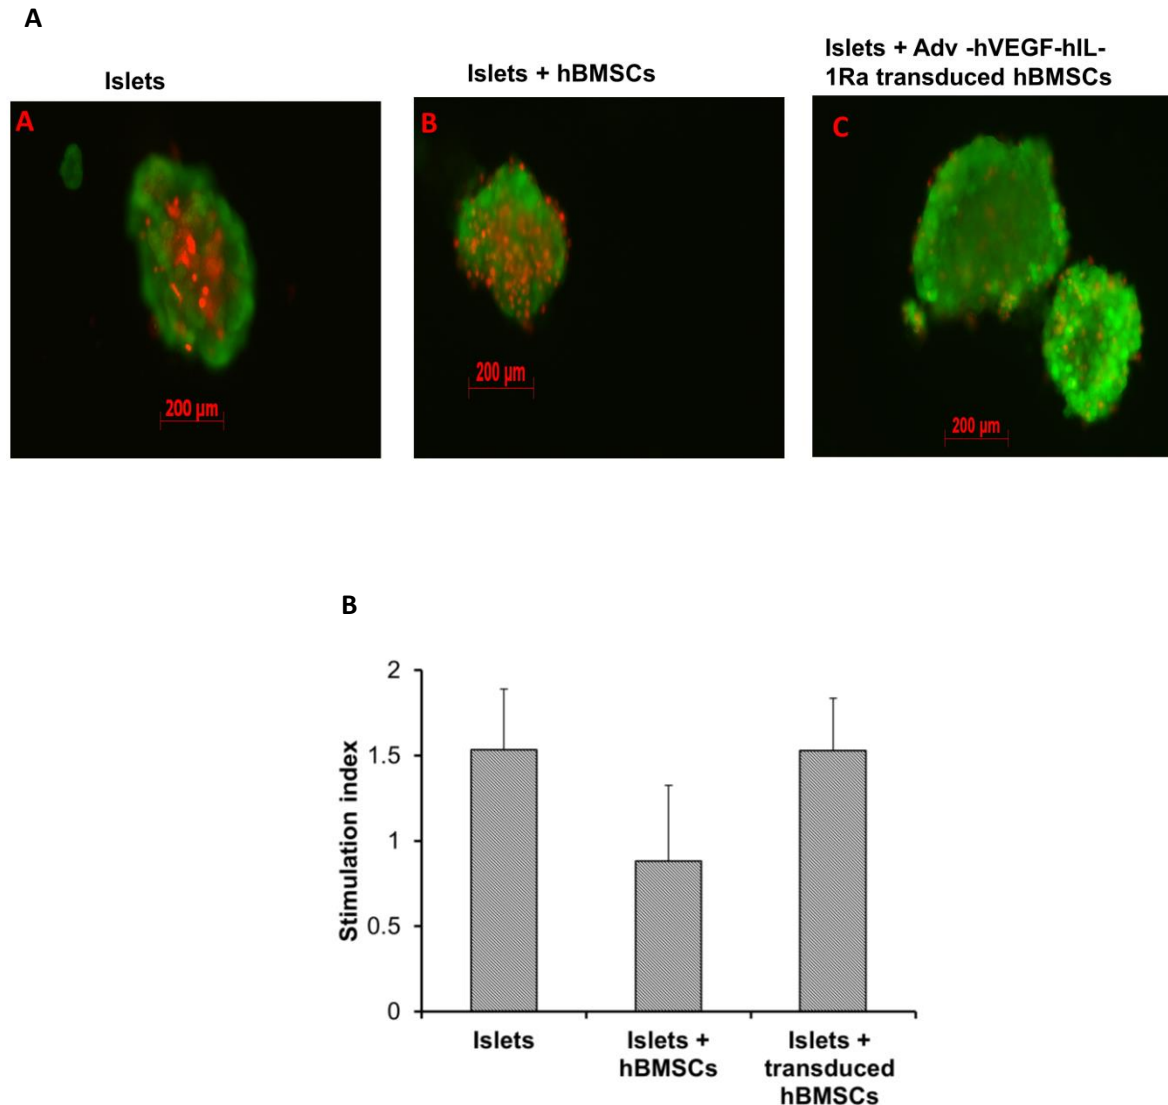 A
Islets
Islets + hBMSCs
Islets + Adv -hVEGF-hIL-
1Ra transduced hBMSCs
A
B
C
200 µm
200 µm
200 µm
B
2
1.5
1
0.5
0
Stimulation index
Islets
Islets +
hBMSCs
Islets +
transduced
hBMSCs